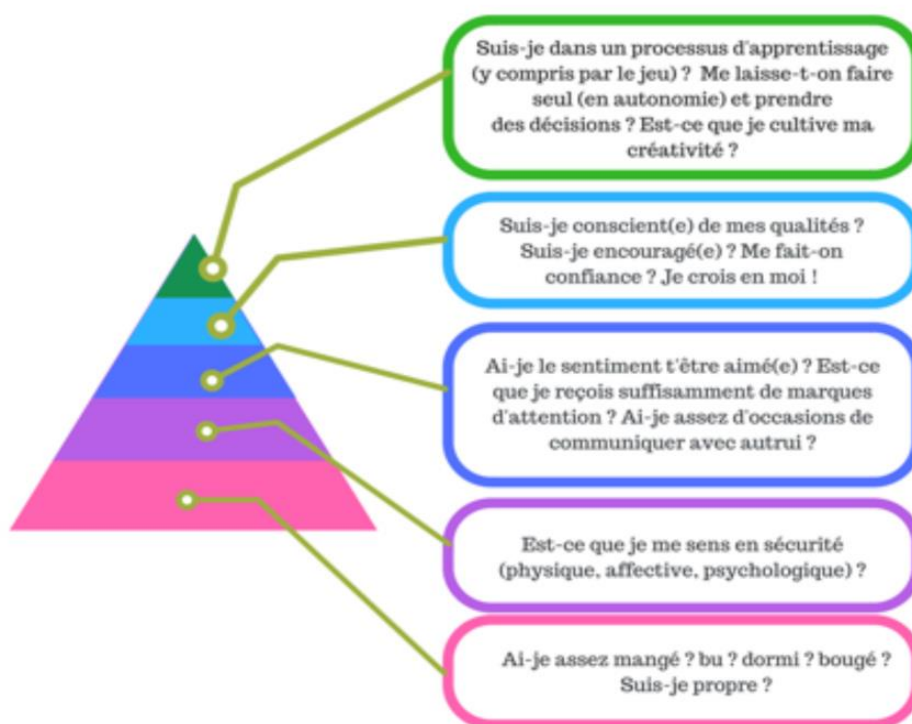 Suis-je dans un processus d'apprentissage
(y compris par le jeu) ? Me laisse-t-on faire
seul (en autonomie) et prendre
des décisions ? Est-ce que je cultive ma
créativité ?
Suis-je conscient(e) de mes qualités ?
Suis-je encouragé(e) ? Me fait-on
confiance ? Je crois en moi !
Ai-je le sentiment t'être aimé(e) ? Est-ce
que je reçois suffisamment de marques
d'attention ? Ai-je assez d'occasions de
communiquer avec autrui ?
Est-ce que je me sens en sécurité
(physique, affective, psychologique) ?
Ai-je assez mangé ? bu ? dormi ? bougé ?
Suis-je propre ?